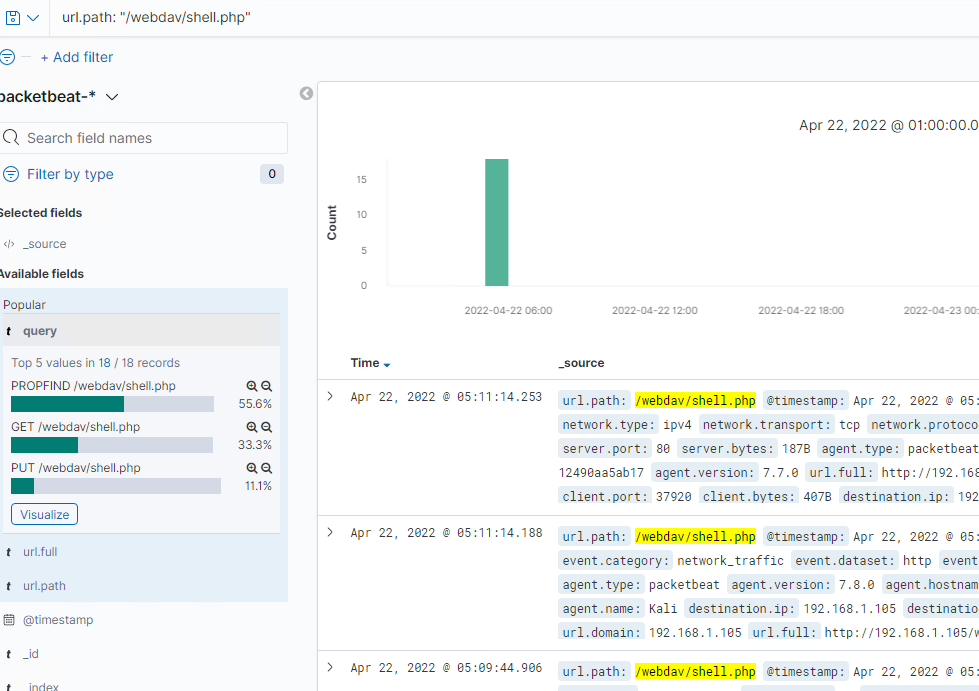 url.path: "/webdav/shell.php"
+ Add filter
packetbeat-*
Apr 22, 2022 @ 01:00:00.0
Search field names
Filter by type 0
Selected fields
_source
Available fields
Popular
t query
Top 5 values in 18 / 18 records
PROPFIND /webdav/shell.php
55.6%
GET /webdav/shell.php
33.3%
PUT /webdav/shell.php
11.1%
Visualize
t url.full
t url.path
@timestamp
t _id
t _index
Count
15
10
5
0
2022-04-22 06:00 2022-04-22 12:00 2022-04-22 18:00 2022-04-23 00:
Time _source
Apr 22, 2022 @ 05:11:14.253 url.path: /webdav/shell.php @timestamp: Apr 22, 2022 @ 05:
network.type: ipv4 network.transport: tcp network.protoco
server.port: 80 server.bytes: 187B agent.type: packetbeat
12490aa5ab17 agent.version: 7.7.0 url.full: http://192.168
client.port: 37920 client.bytes: 407B destination.ip: 192
Apr 22, 2022 @ 05:11:14.188 url.path: /webdav/shell.php @timestamp: Apr 22, 2022 @ 05:
event.category: network_traffic event.dataset: http event
agent.type: packetbeat agent.version: 7.8.0 agent.hostnam
agent.name: Kali destination.ip: 192.168.1.105 destinatio
url.domain: 192.168.1.105 url.full: http://192.168.1.105/w
Apr 22, 2022 @ 05:09:44.906 url.path: /webdav/shell.php @timestamp: Apr 22, 2022 @ 05: